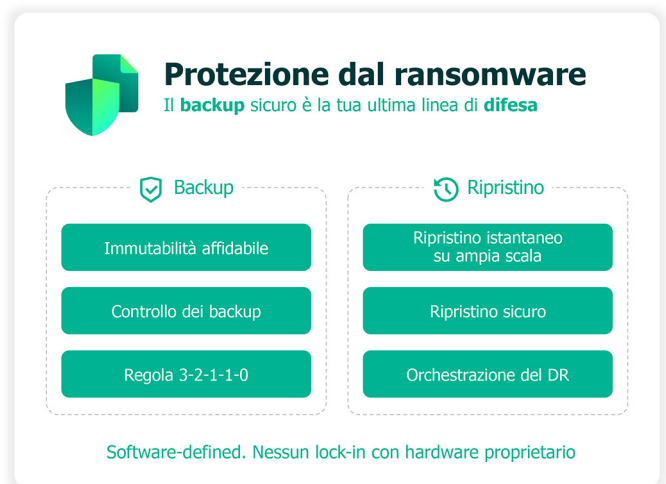 Protezione dal ransomware
Il backup sicuro è la tua ultima linea di difesa
Backup
Immutabilità affidabile
Controllo dei backup
Regola 3-2-1-1-0
Ripristino
Ripristino istantaneo
su ampia scala
Ripristino sicuro
Orchestrazione del DR
Software-defined. Nessun lock-in con hardware proprietario